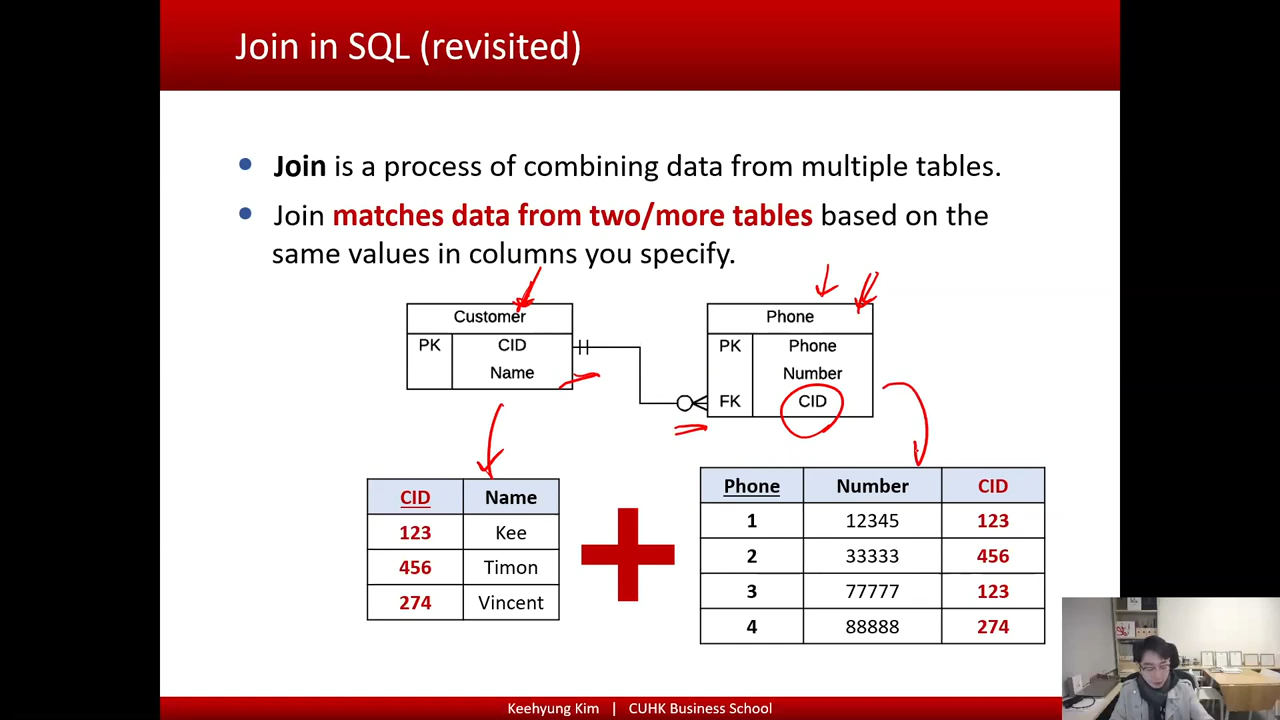 Join in SQL (revisited)
• Join is a process of combining data from multiple tables.
• Join matches data from two/more tables based on the
same values in columns you specify.
Customer
PK CID
Name
Phone
PK Phone
Number
FK CID
CID Name
123 Kee
456 Timon
274 Vincent
Phone Number CID
1 12345 123
2 33333 456
3 77777 123
4 88888 274
Keehyung Kim | CUHK Business School